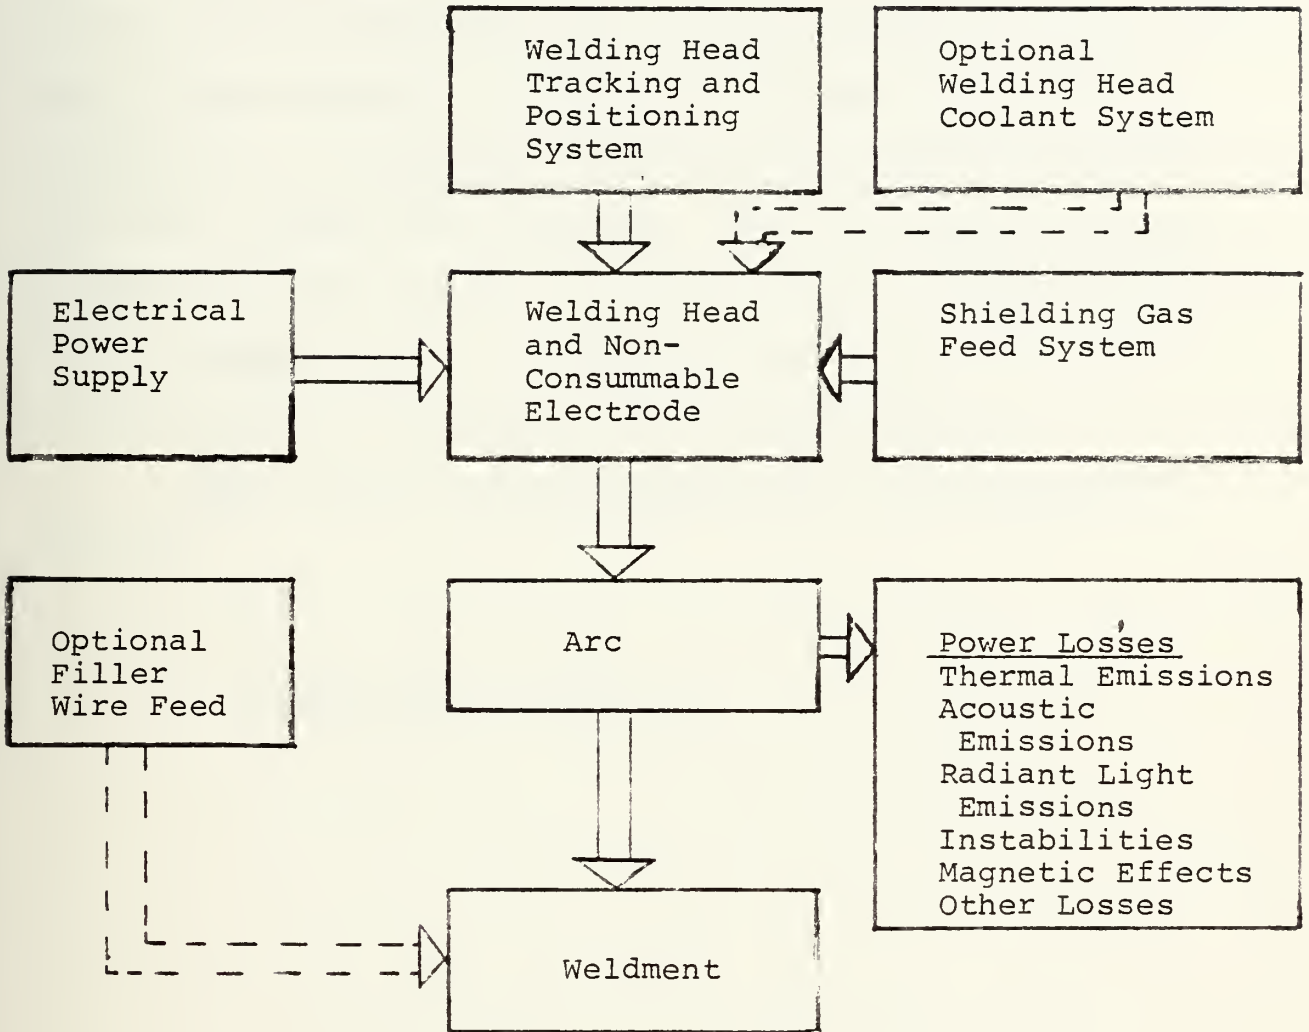 Welding Head
Tracking and
Positioning
System
Optional
Welding Head
Coolant System
Electrical
Power
Supply
Welding Head
and Non-
Consummable
Electrode
Shielding Gas
Feed System
Optional
Filler
Wire Feed
Arc
Power Losses
Thermal Emissions
Acoustic
Emissions
Radiant Light
Emissions
Instabilities
Magnetic Effects
Other Losses
Weldment